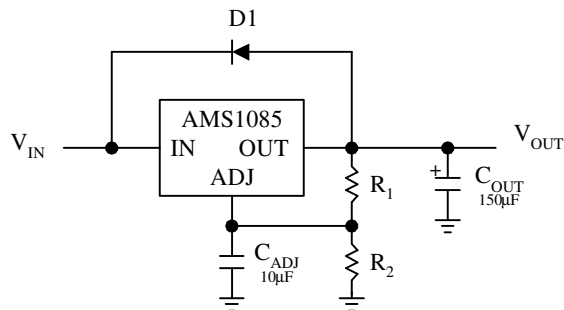 D1
AMS1085
V_IN
IN OUT
V_OUT
ADJ
R_1
+
C_OUT
150µF
C_ADJ
10µF
R_2